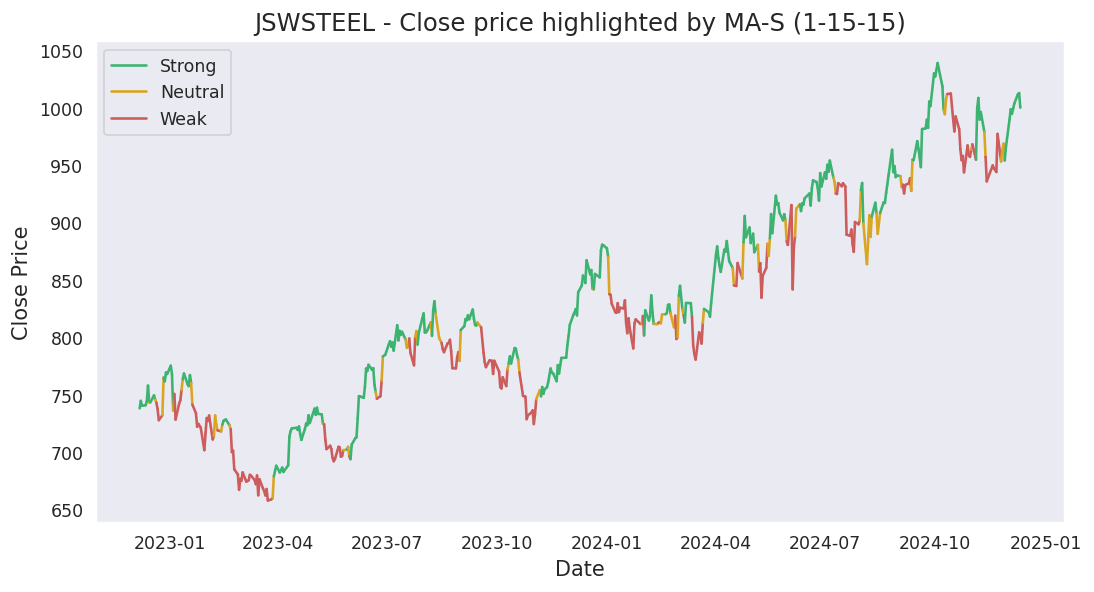 JSWSTEEL - Close price highlighted by MA-S (1-15-15)
Strong
Neutral
Weak
Close Price
1050
1000
950
900
850
800
750
700
650
2023-01 2023-04 2023-07 2023-10 2024-01 2024-04 2024-07 2024-10 2025-01
Date